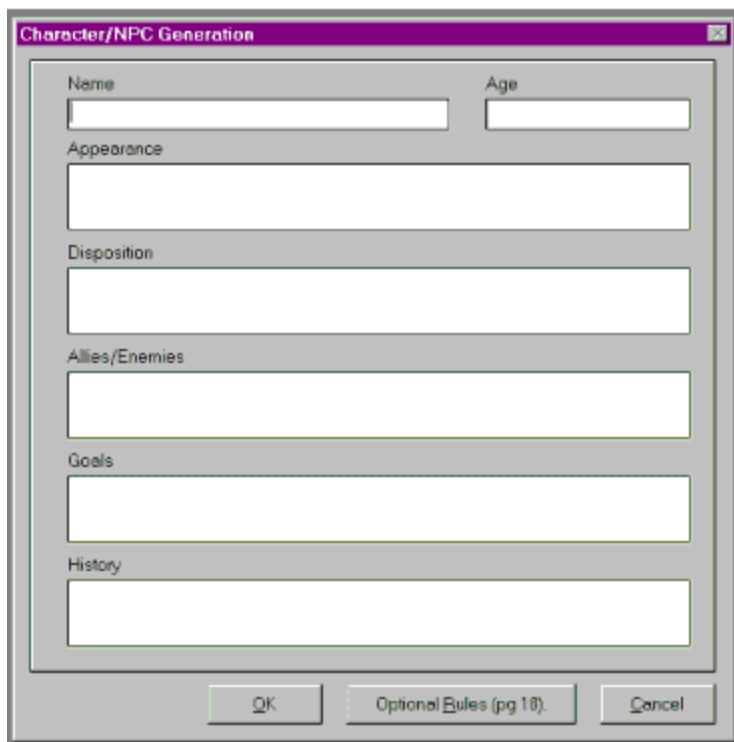 Character/NPC Generation
Name Age
Appearance
Disposition
Allies/Enemies
Goals
History
OK Optional Rules (pg 18). Cancel